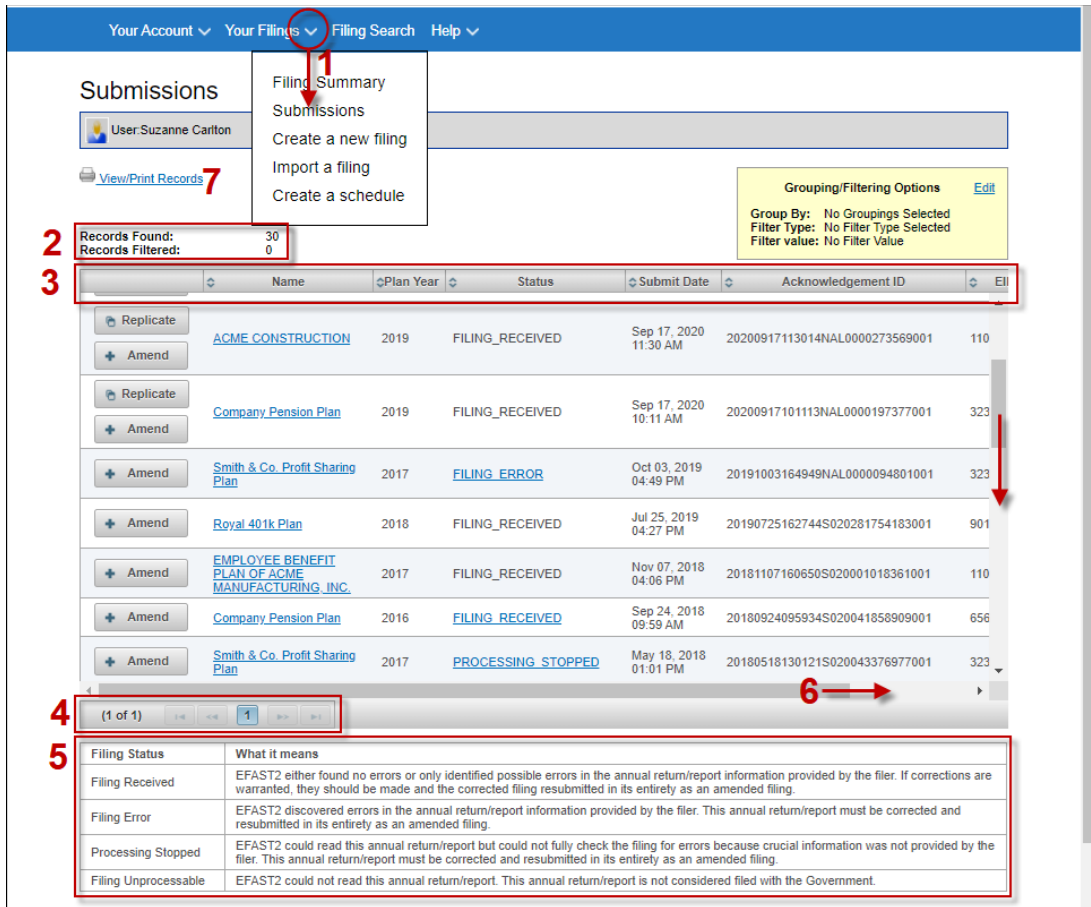 Your Account Your Filings Filing Search Help
1
Filing Summary
Submissions
Create a new filing
Import a filing
Create a schedule
Submissions
User:Suzanne Carlton
View/Print Records
7
Grouping/Filtering Options Edit
Group By: No Groupings Selected
Filter Type: No Filter Type Selected
Filter value: No Filter Value
2
Records Found: 30
Records Filtered: 0
3
Name Plan Year Status Submit Date Acknowledgement ID EI
Replicate
Amend
ACME CONSTRUCTION 2019 FILING_RECEIVED Sep 17, 2020
11:30 AM 20200917113014NAL0000273569001 110
Replicate
Amend
Company Pension Plan 2019 FILING_RECEIVED Sep 17, 2020
10:11 AM 20200917101113NAL0000197377001 323
Amend
Smith & Co. Profit Sharing
Plan 2017 FILING_ERROR Oct 03, 2019
04:49 PM 20191003164949NAL0000094801001 323
Amend
Royal 401k Plan 2018 FILING_RECEIVED Jul 25, 2019
04:27 PM 20190725162744S020281754183001 901
Amend
EMPLOYEE BENEFIT
PLAN OF ACME
MANUFACTURING, INC. 2017 FILING_RECEIVED Nov 07, 2018
04:06 PM 20181107160650S020001018361001 110
Amend
Company Pension Plan 2016 FILING_RECEIVED Sep 24, 2018
09:59 AM 20180924095934S020041858909001 656
Amend
Smith & Co. Profit Sharing
Plan 2017 PROCESSING_STOPPED May 18, 2018
01:01 PM 20180518130121S020043376977001 323
6
4
(1 of 1) 1
5
Filing Status What it means
Filing Received EFAST2 either found no errors or only identified possible errors in the annual return/report information provided by the filer. If corrections are
warranted, they should be made and the corrected filing resubmitted in its entirety as an amended filing.
Filing Error EFAST2 discovered errors in the annual return/report information provided by the filer. This annual return/report must be corrected and
resubmitted in its entirety as an amended filing.
Processing Stopped EFAST2 could read this annual return/report but could not fully check the filing for errors because crucial information was not provided by the
filer. This annual return/report must be corrected and resubmitted in its entirety as an amended filing.
Filing Unprocessable EFAST2 could not read this annual return/report. This annual return/report is not considered filed with the Government.